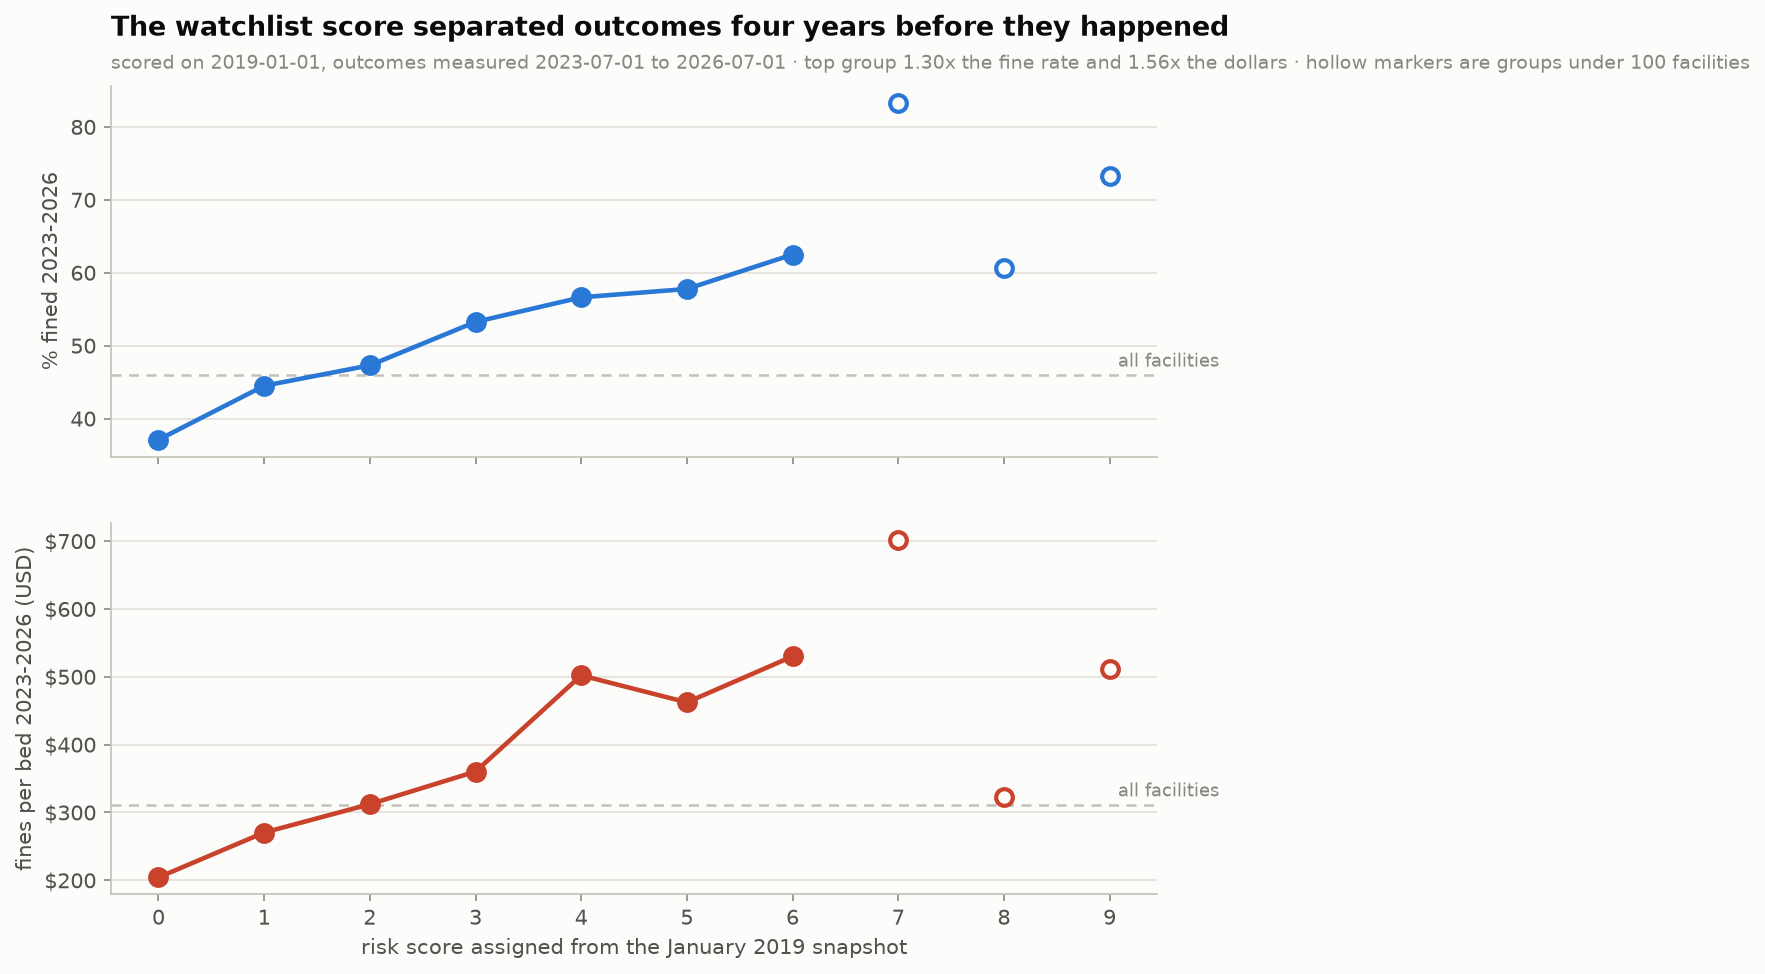 The watchlist score separated outcomes four years before they happened
scored on 2019-01-01, outcomes measured 2023-07-01 to 2026-07-01 · top group 1.30x the fine rate and 1.56x the dollars · hollow markers are groups under 100 facilities
% fined 2023-2026
80
70
60
50
40
all facilities
fines per bed 2023-2026 (USD)
$700
$600
$500
$400
$300
$200
all facilities
0 1 2 3 4 5 6 7 8 9
risk score assigned from the January 2019 snapshot